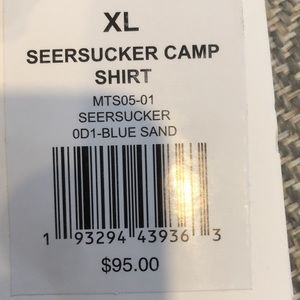 XL
SEERSUCKER CAMP
SHIRT
MTS05-01
SEERSUCKER
0D1-BLUE SAND
1 93294 43936 3
$95.00